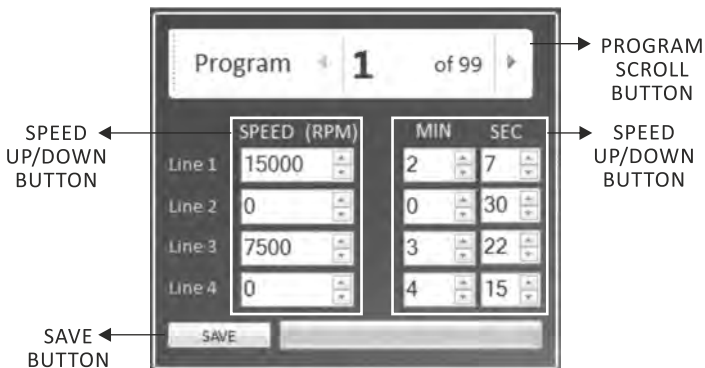 Program 1 of 99
PROGRAM
SCROLL
BUTTON
SPEED
UP/DOWN
BUTTON
SPEED (RPM) MIN SEC
SPEED
UP/DOWN
BUTTON
Line 1 15000 2 7
Line 2 0 0 30
Line 3 7500 3 22
Line 4 0 4 15
SAVE
BUTTON
SAVE